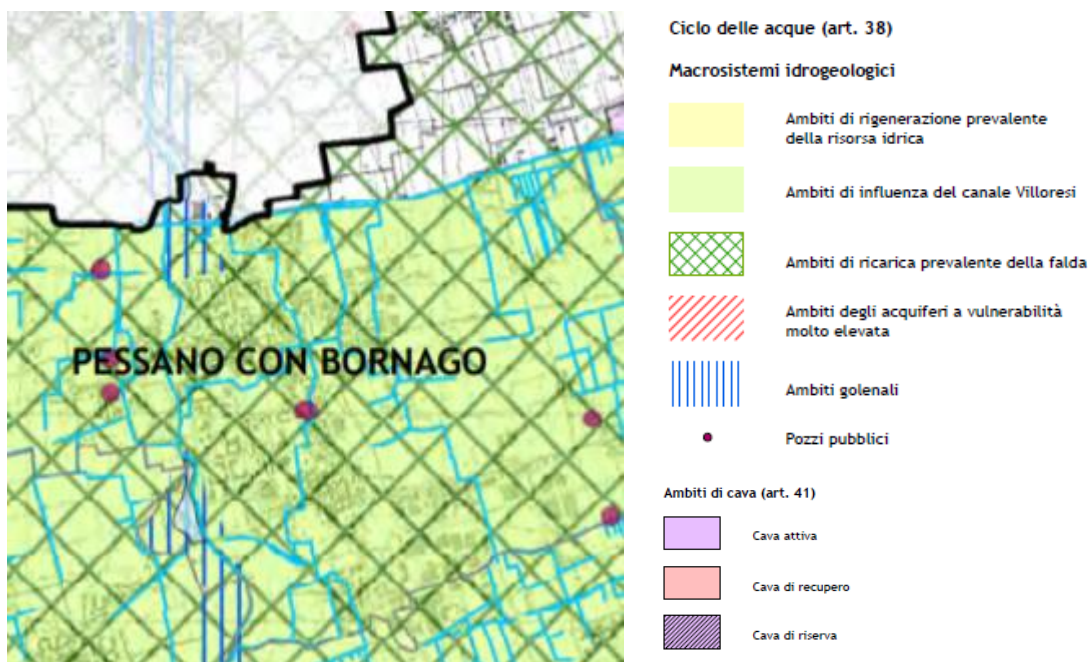 PESSANO CON BORNAGO
Ciclo delle acque (art. 38)
Macrosistemi idrogeologici
Ambiti di rigenerazione prevalente
della risorsa idrica
Ambiti di influenza del canale Villoresi
Ambiti di ricarica prevalente della falda
Ambiti degli acquiferi a vulnerabilità
molto elevata
Ambiti golenali
Pozzi pubblici
Ambiti di cava (art. 41)
Cava attiva
Cava di recupero
Cava di riserva